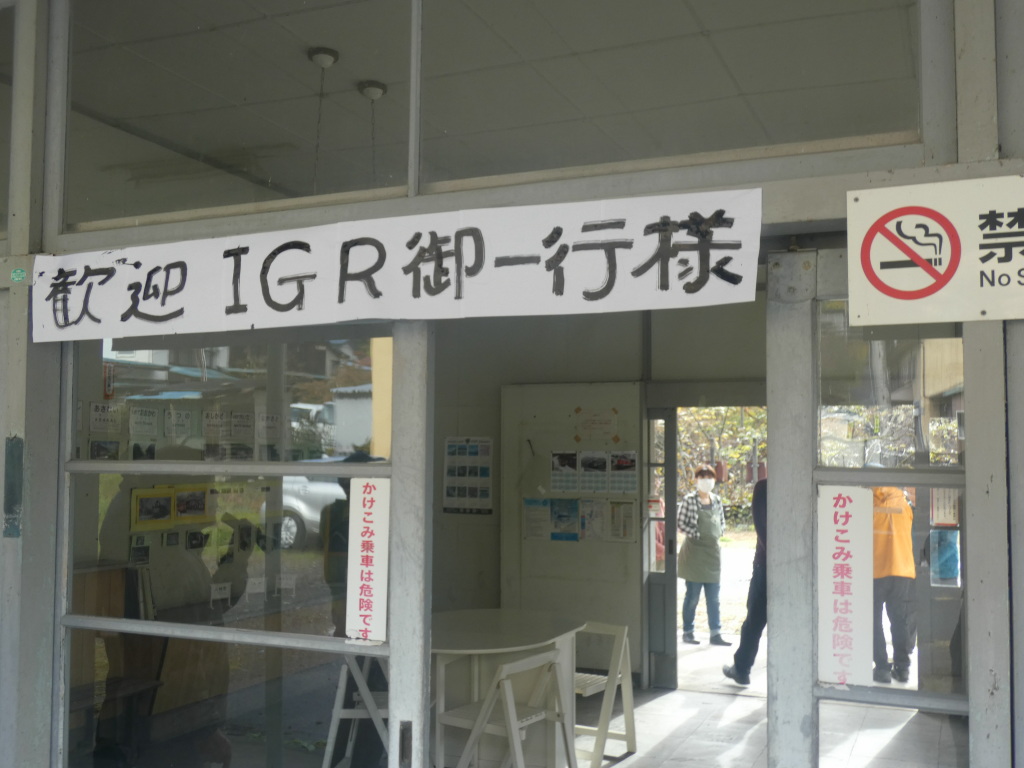 歓迎 IGR御一行様
禁
No S
かけこみ乗車は危険です
かけこみ乗車は危険です